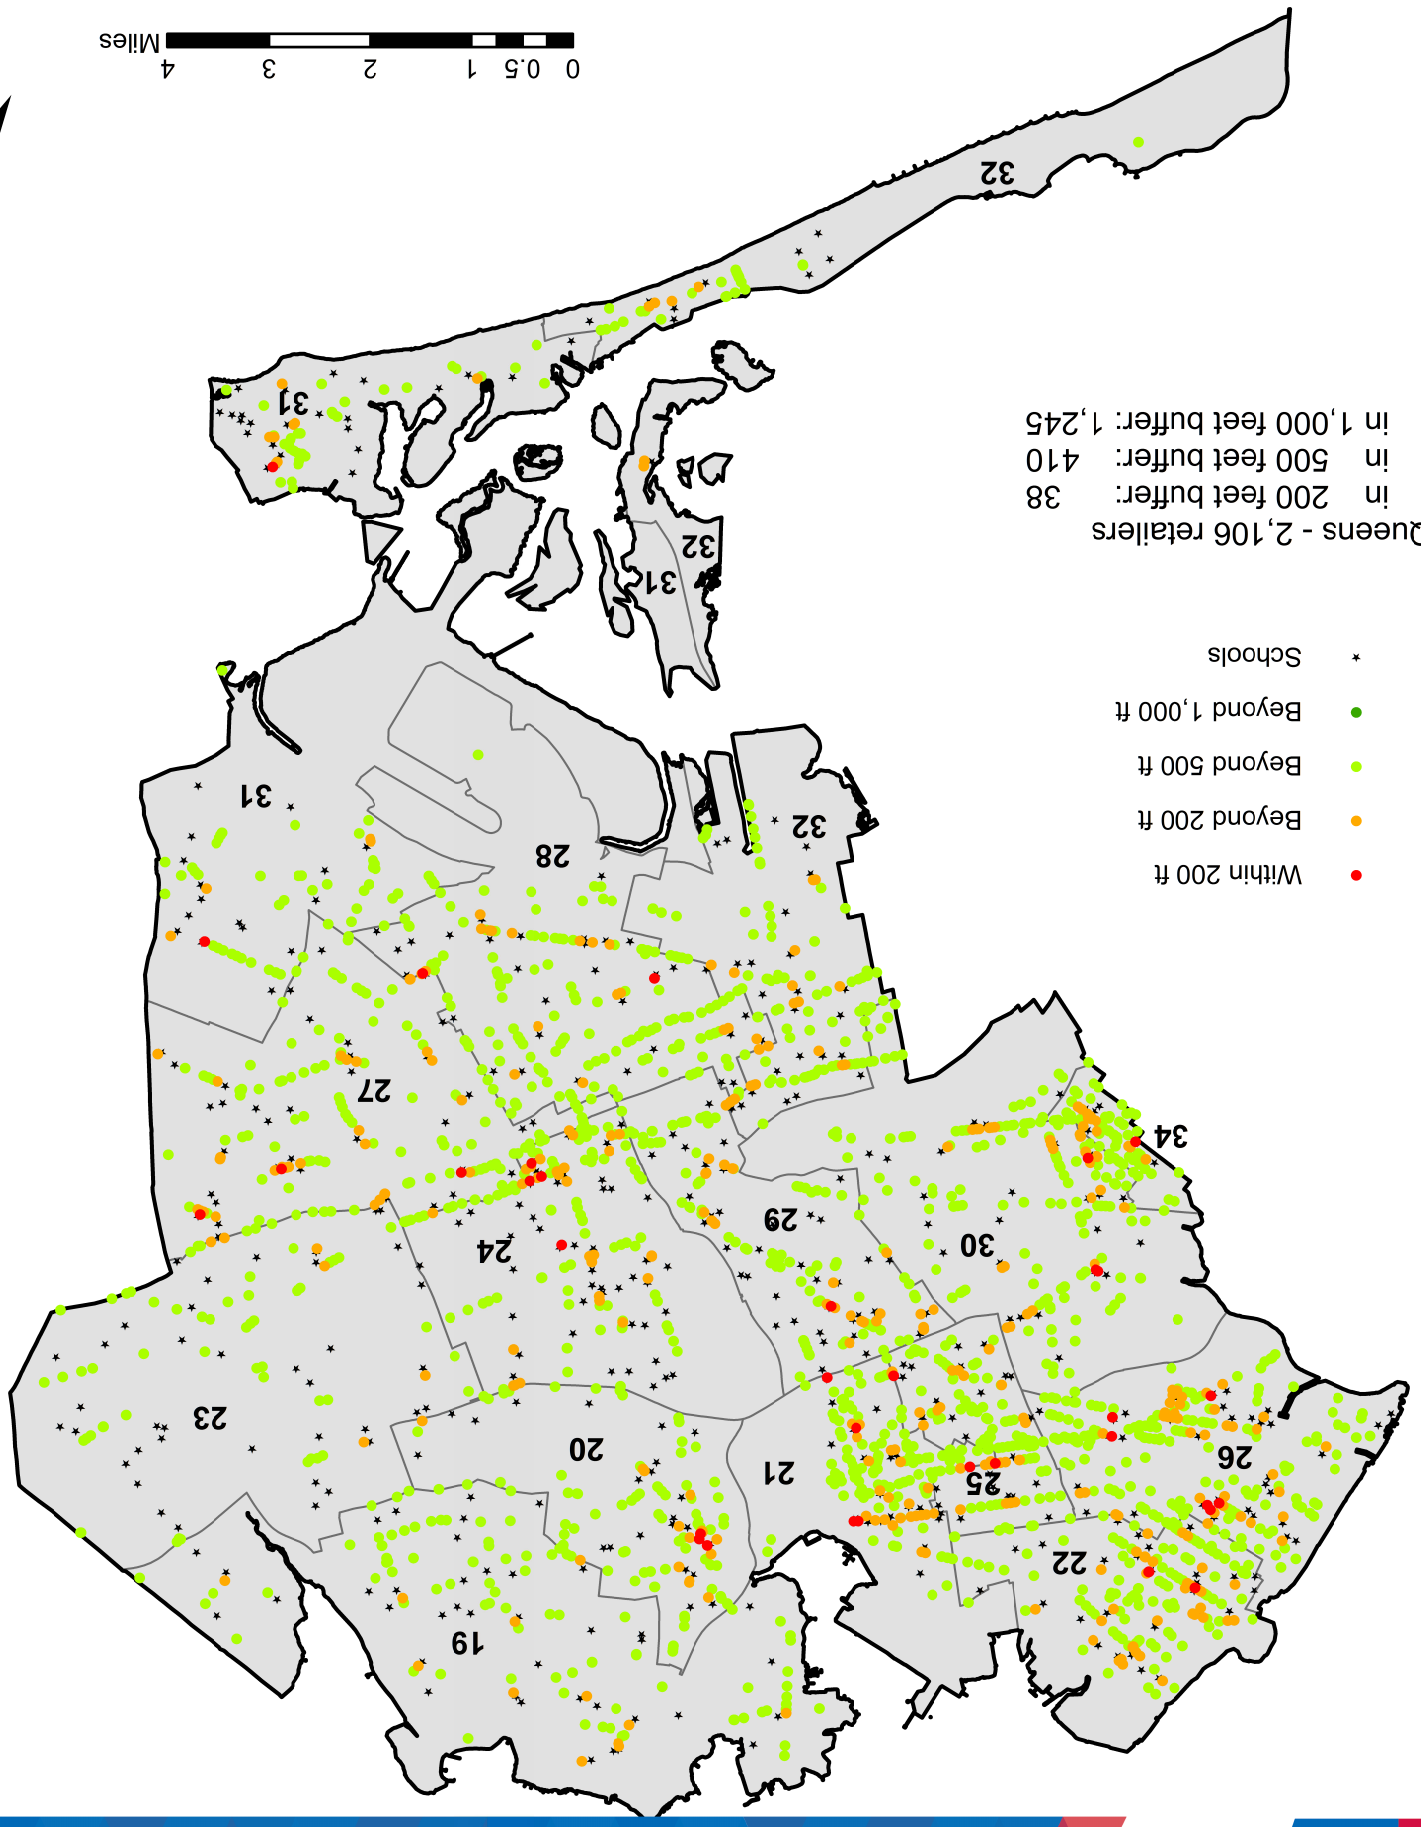 19
22
25
21
26
20
23
24
30
29
34
27
Within 200 ft
Beyond 200 ft
Beyond 500 ft
Beyond 1,000 ft
Schools
28
32
31
31
32
Queens - 2,106 retailers
in 200 feet buffer: 38
in 500 feet buffer: 410
in 1,000 feet buffer: 1,245
31
32
0 0.5 1 2 3 4
Miles